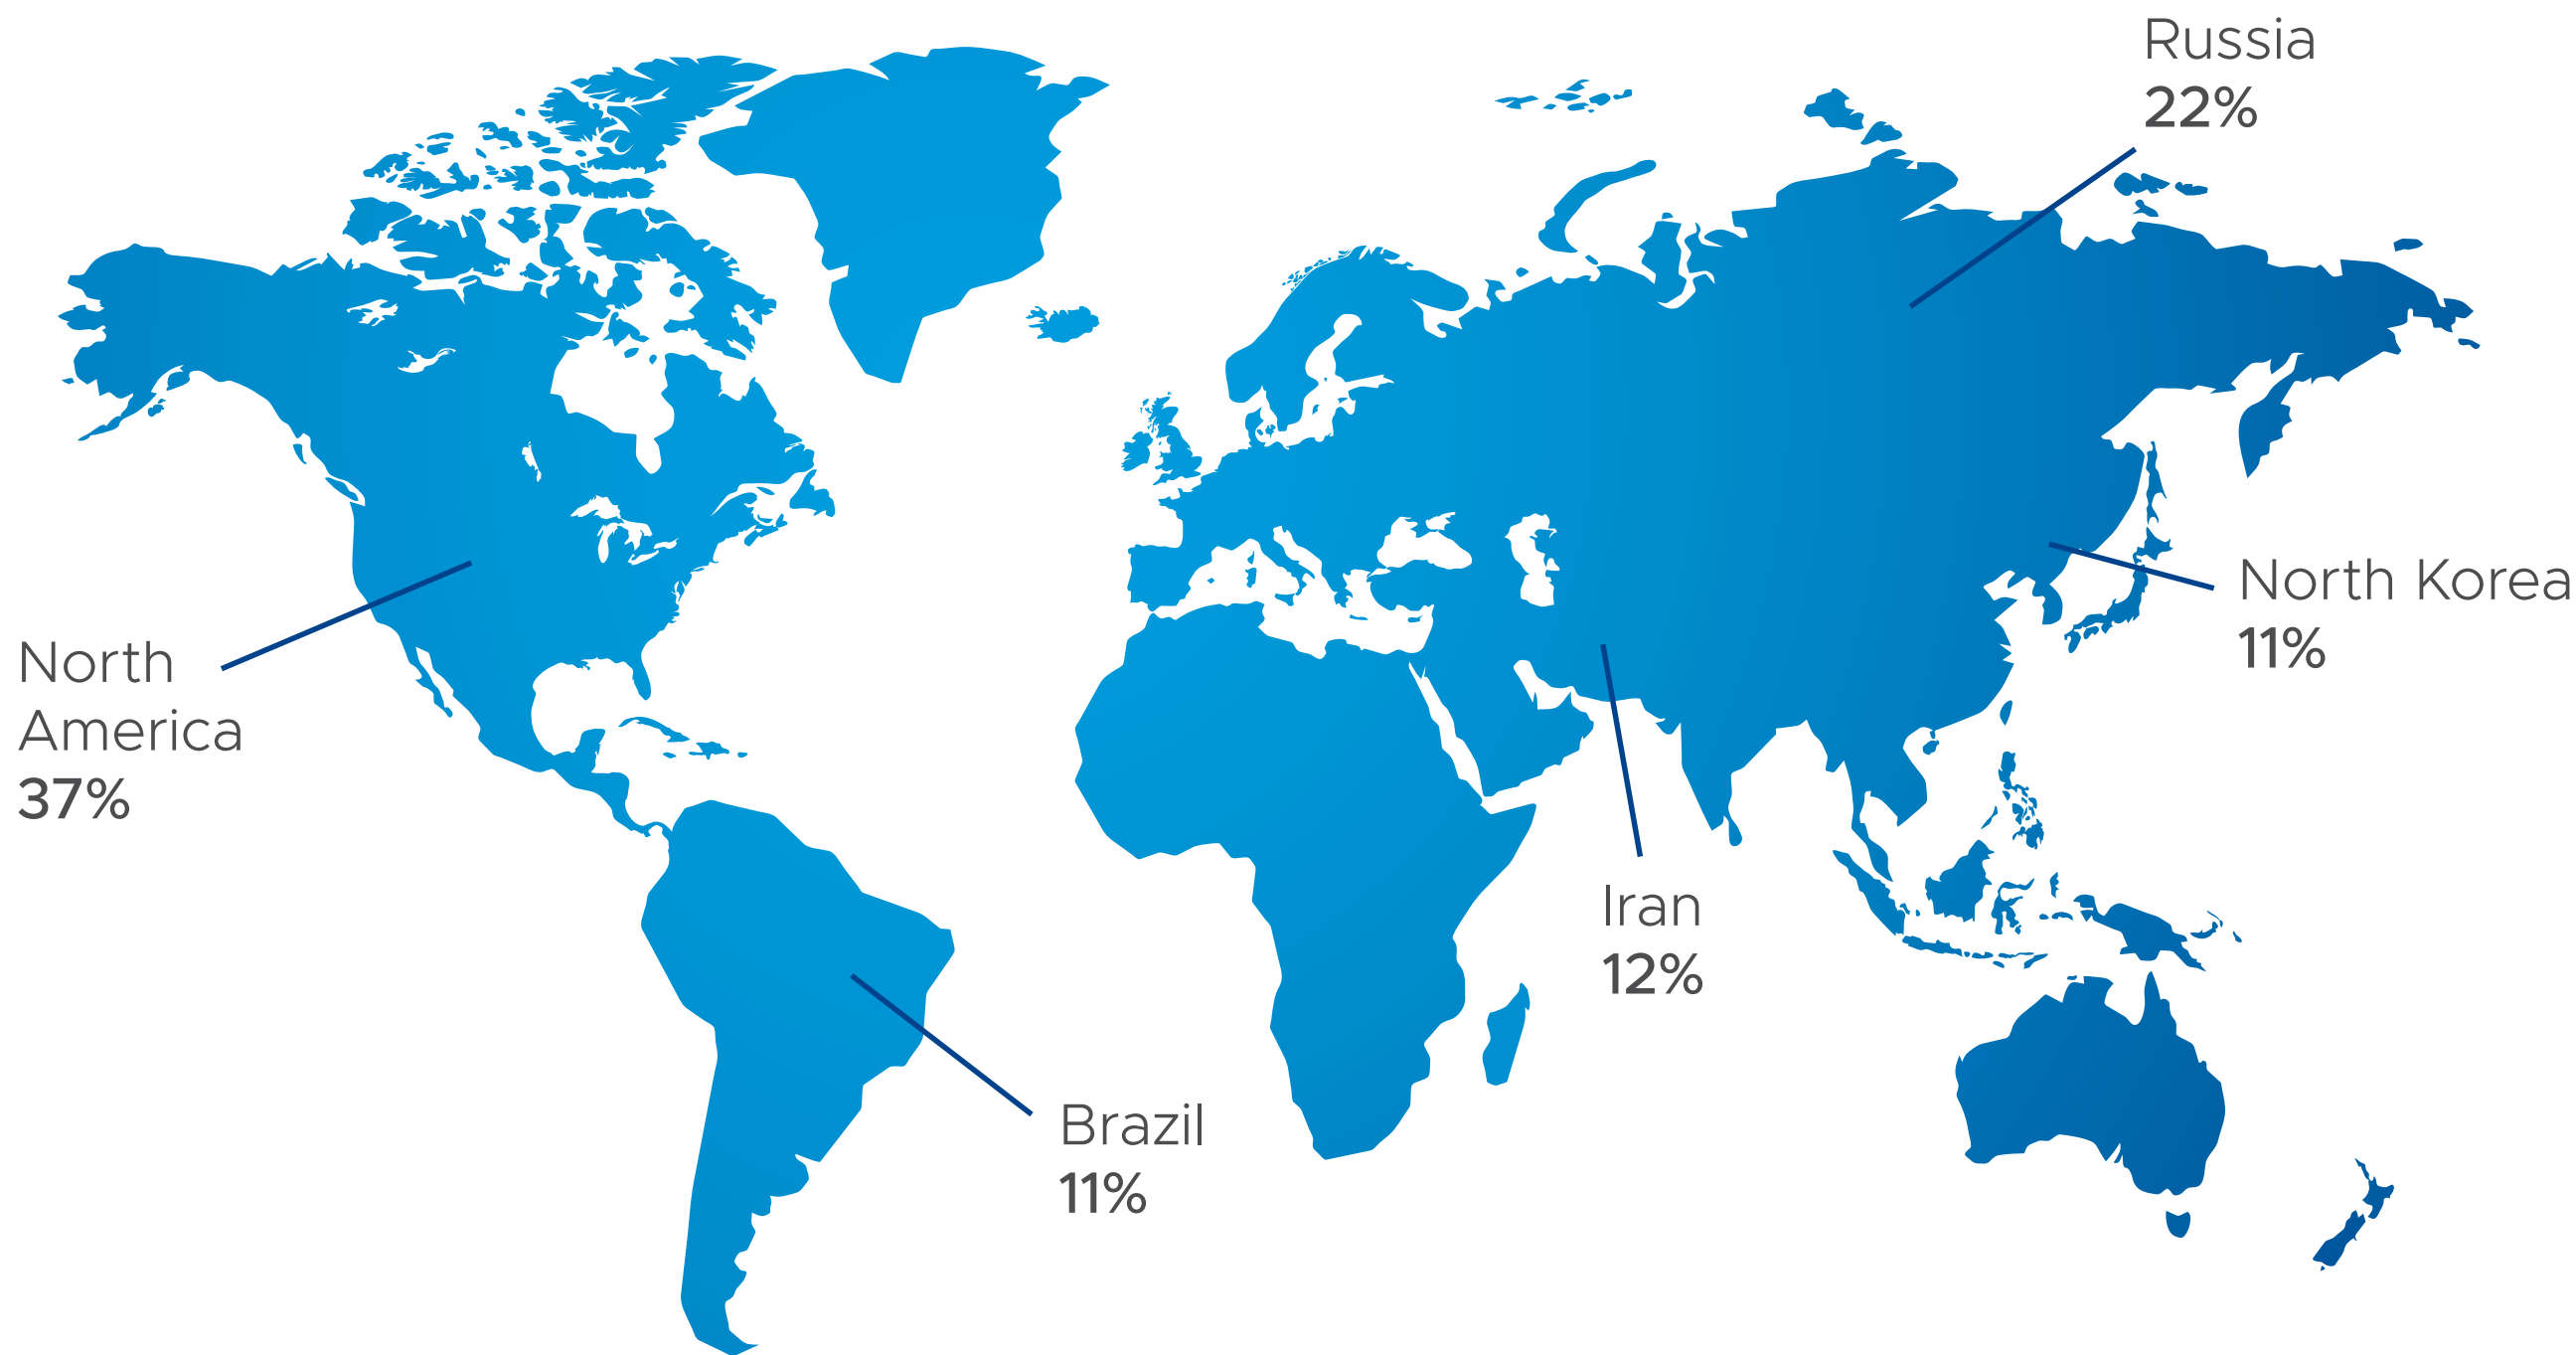 Russia
22%
North Korea
11%
North
America
37%
Iran
12%
Brazil
11%